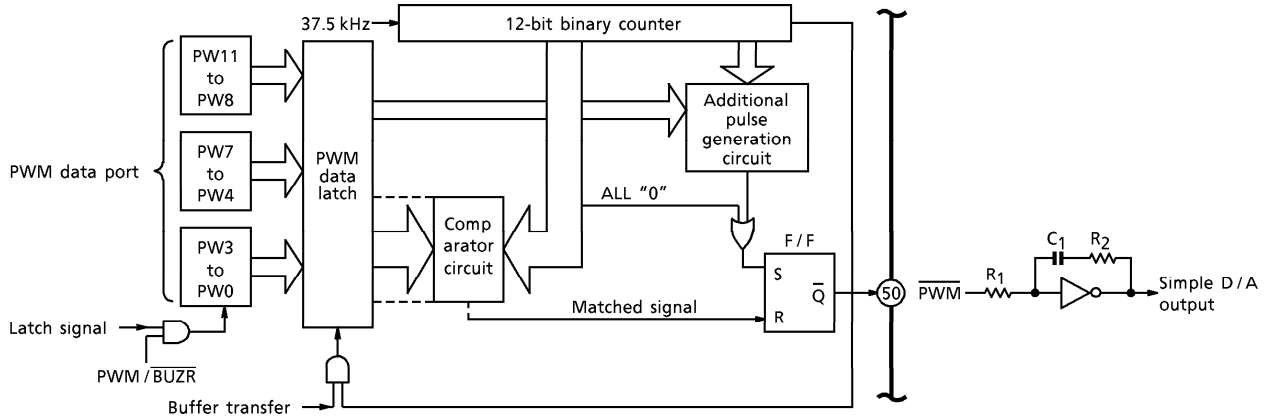 37.5 kHz
12-bit binary counter
PW11
to
PW8
PW7
to
PW4
PW3
to
PW0
PWM data port
PWM
data
latch
Additional
pulse
generation
circuit
ALL “0”
Comp
arator
circuit
F / F
S
Q
R
Matched signal
50
PWM
R1
C1
R2
Simple D / A
output
Latch signal
PWM / BUZR
Buffer transfer